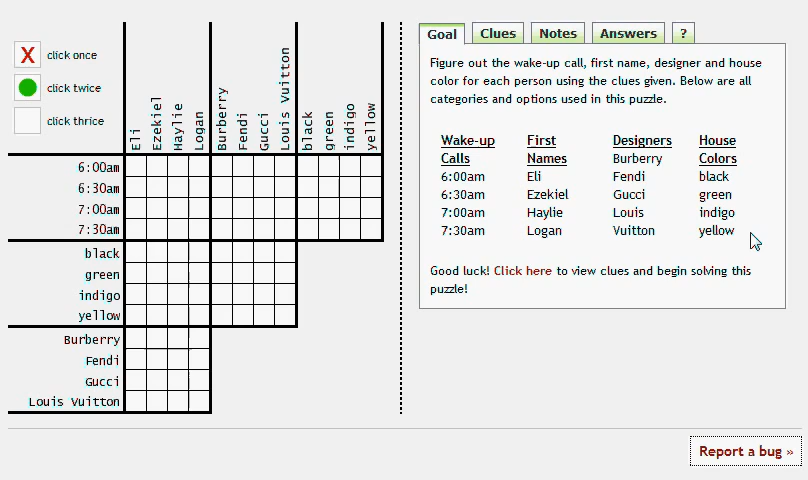 Goal
Clues
Notes
Answers
?
X click once
click twice
click thrice
Eli
Ezekiel
Haylie
Logan
Burberry
Fendi
Gucci
Louis Vuitton
black
green
indigo
yellow
6:00am
6:30am
7:00am
7:30am
black
green
indigo
yellow
Burberry
Fendi
Gucci
Louis Vuitton
Figure out the wake-up call, first name, designer and house
color for each person using the clues given. Below are all
categories and options used in this puzzle.
Wake-up First Designers House
Calls Names Burberry Colors
6:00am Eli Fendi black
6:30am Ezekiel Gucci green
7:00am Haylie Louis indigo
7:30am Logan Vuitton yellow
Good luck! Click here to view clues and begin solving this
puzzle!
Report a bug »